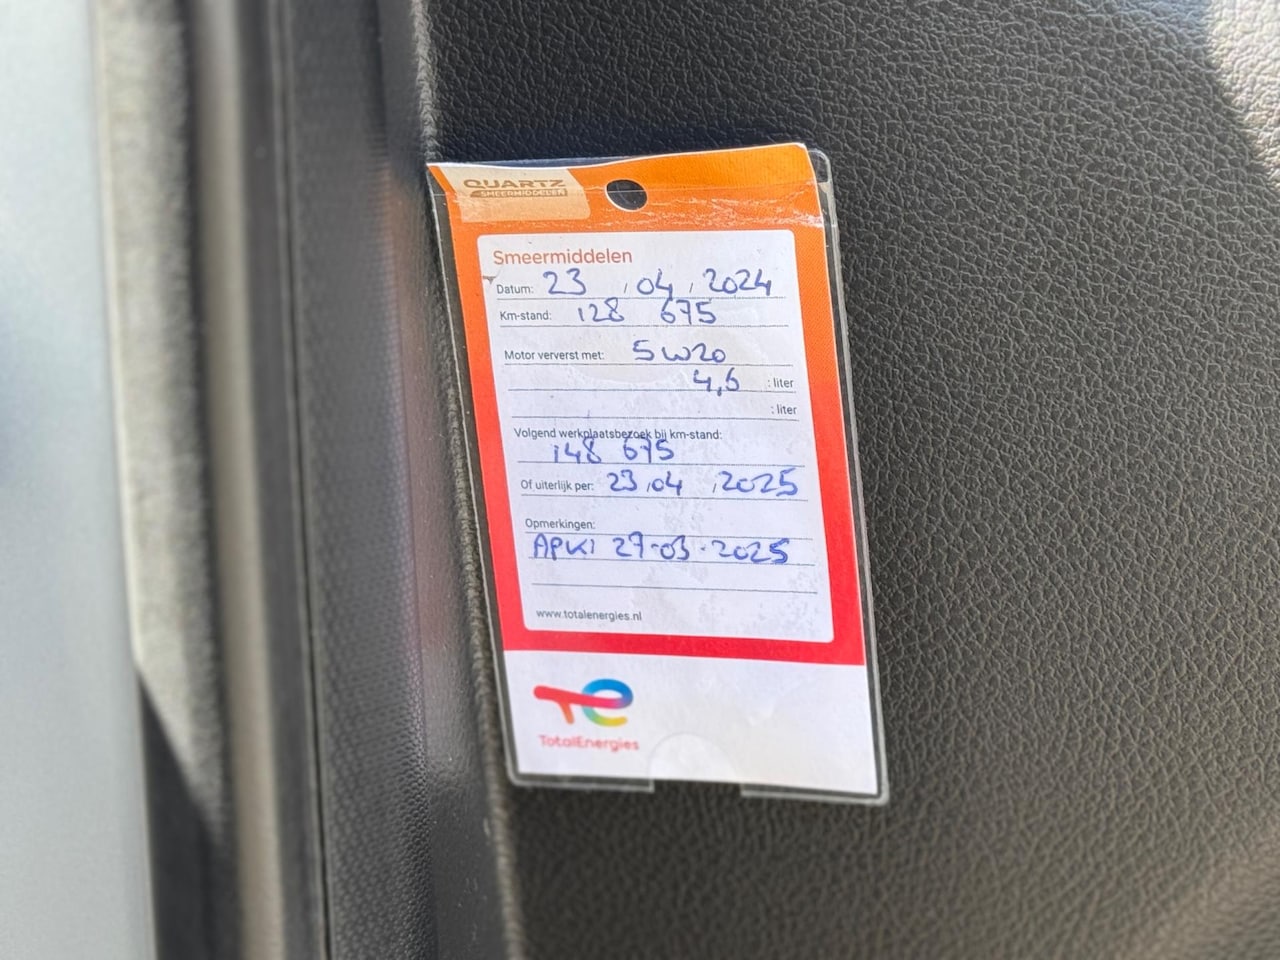 QUARTZ
SMEERMIDDELEN
Smeermiddelen
Datum: 23 , 04 , 2024
Km-stand: 128 675
Motor ververst met: 5W20
4,6 : liter
: liter
Volgend werkplaatsbezoek bij km-stand:
148 675
Of uiterlijk per: 23,04 ,2025
Opmerkingen:
APK! 27-03-2025
www.totalenergies.nl
TotalEnergies